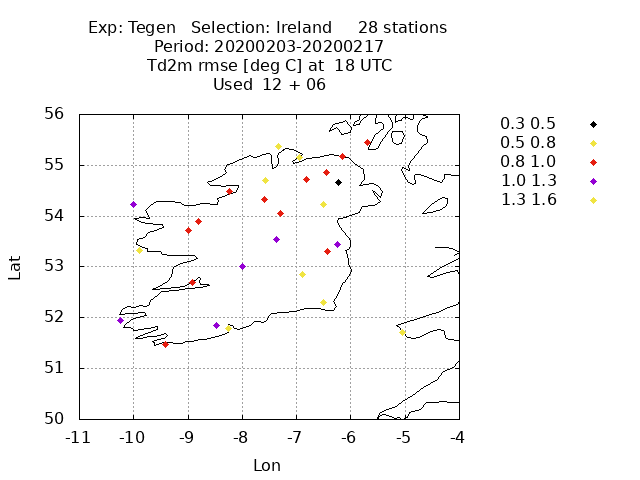 Exp: Tegen   Selection: Ireland     28 stations
Period: 20200203-20200217
Td2m rmse [deg C] at  18 UTC
Used  12 + 06
0.3 0.5
0.5 0.8
0.8 1.0
1.0 1.3
1.3 1.6
56
55
54
53
52
51
50
Lat
-11 -10 -9 -8 -7 -6 -5 -4
Lon